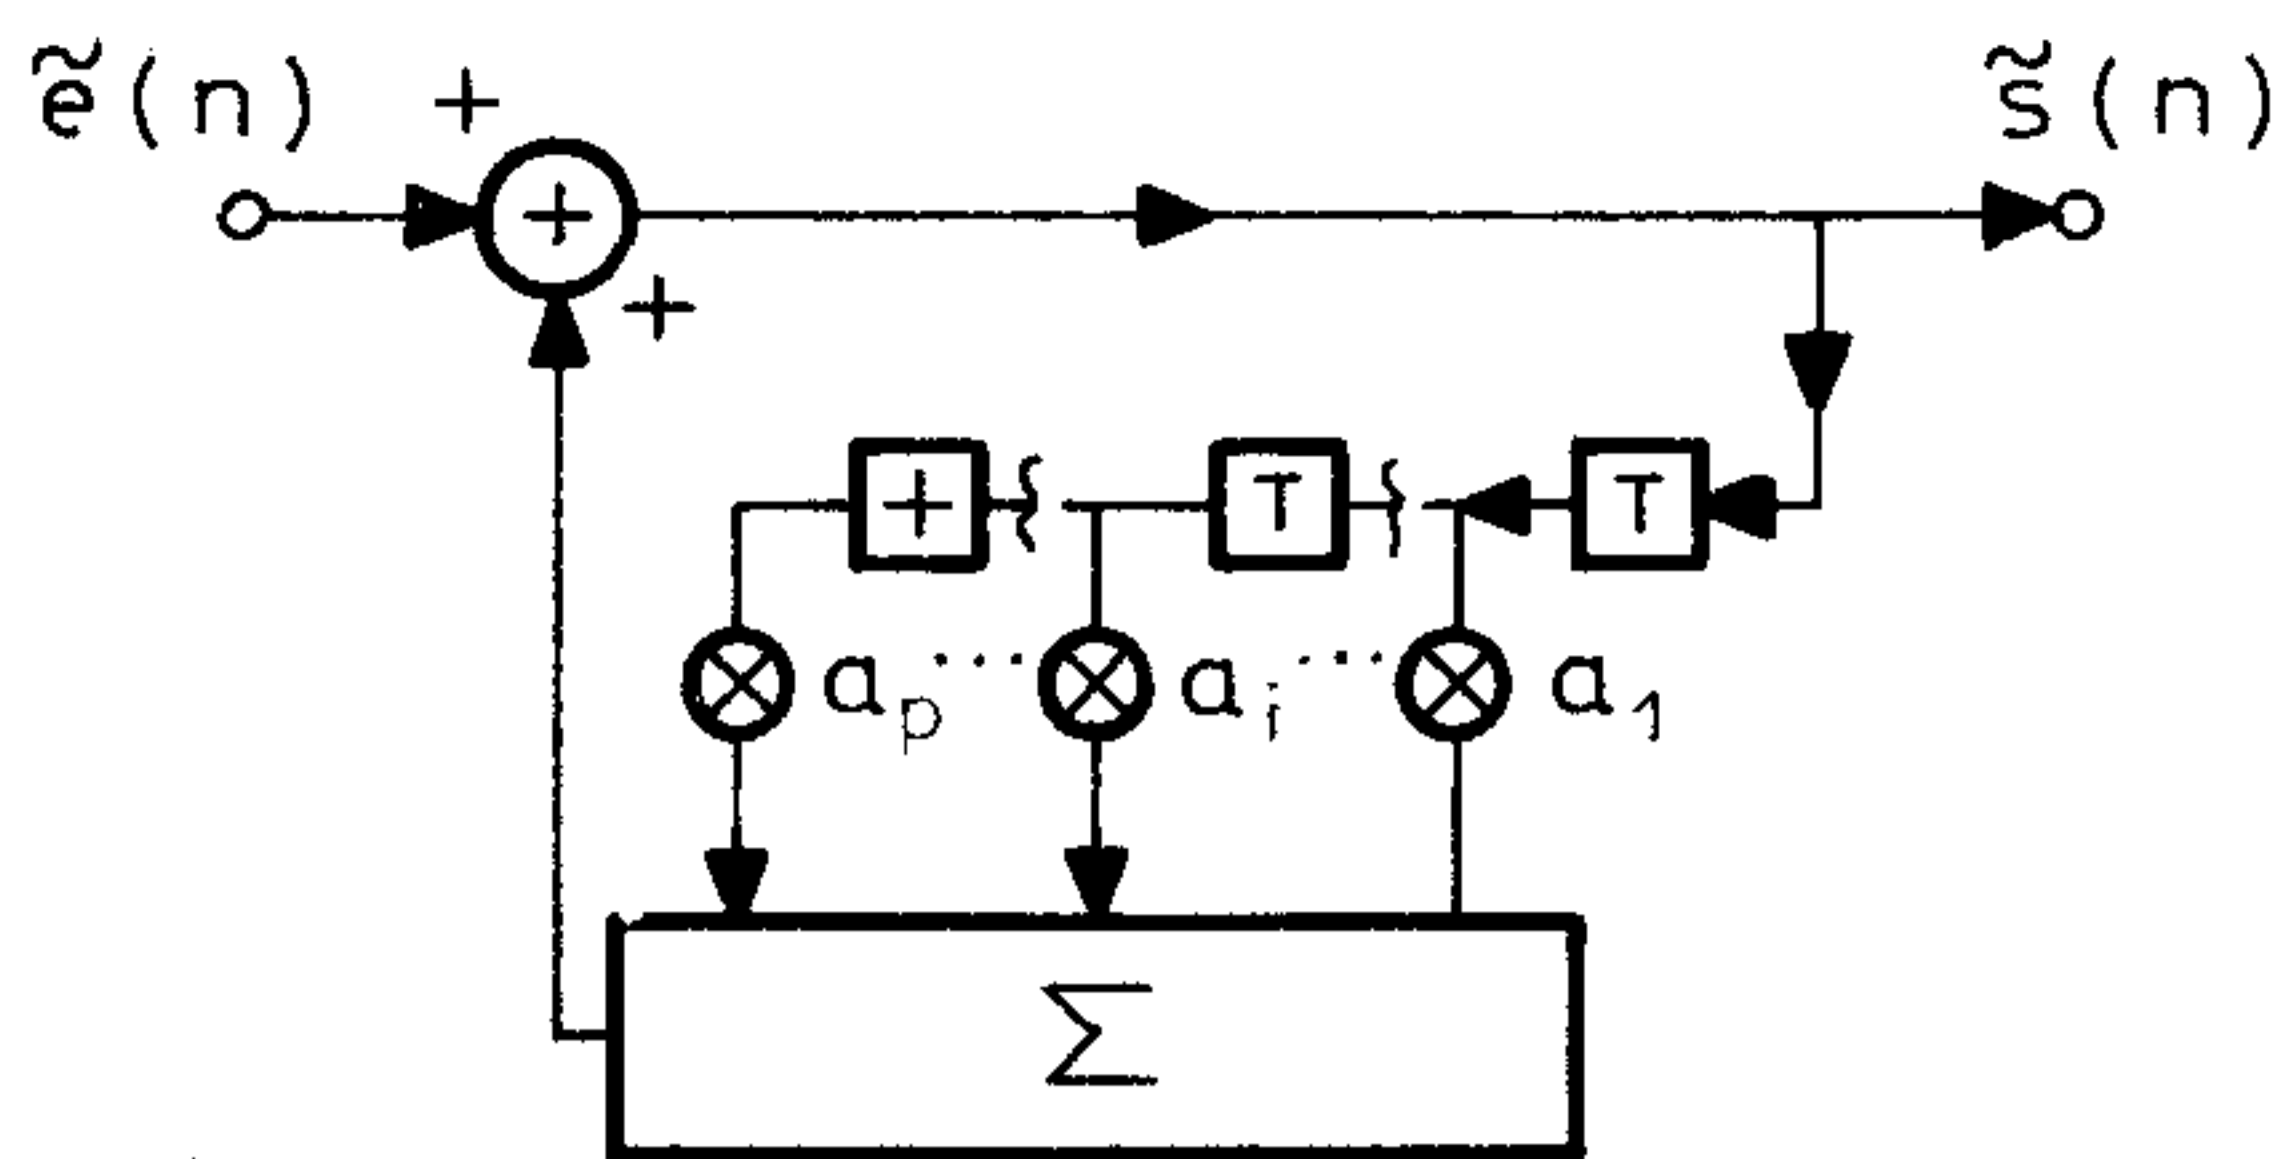 ẽ(n) +
s̃(n)
+
+
+ T T
a_p ... a_i ... a_1
Σ